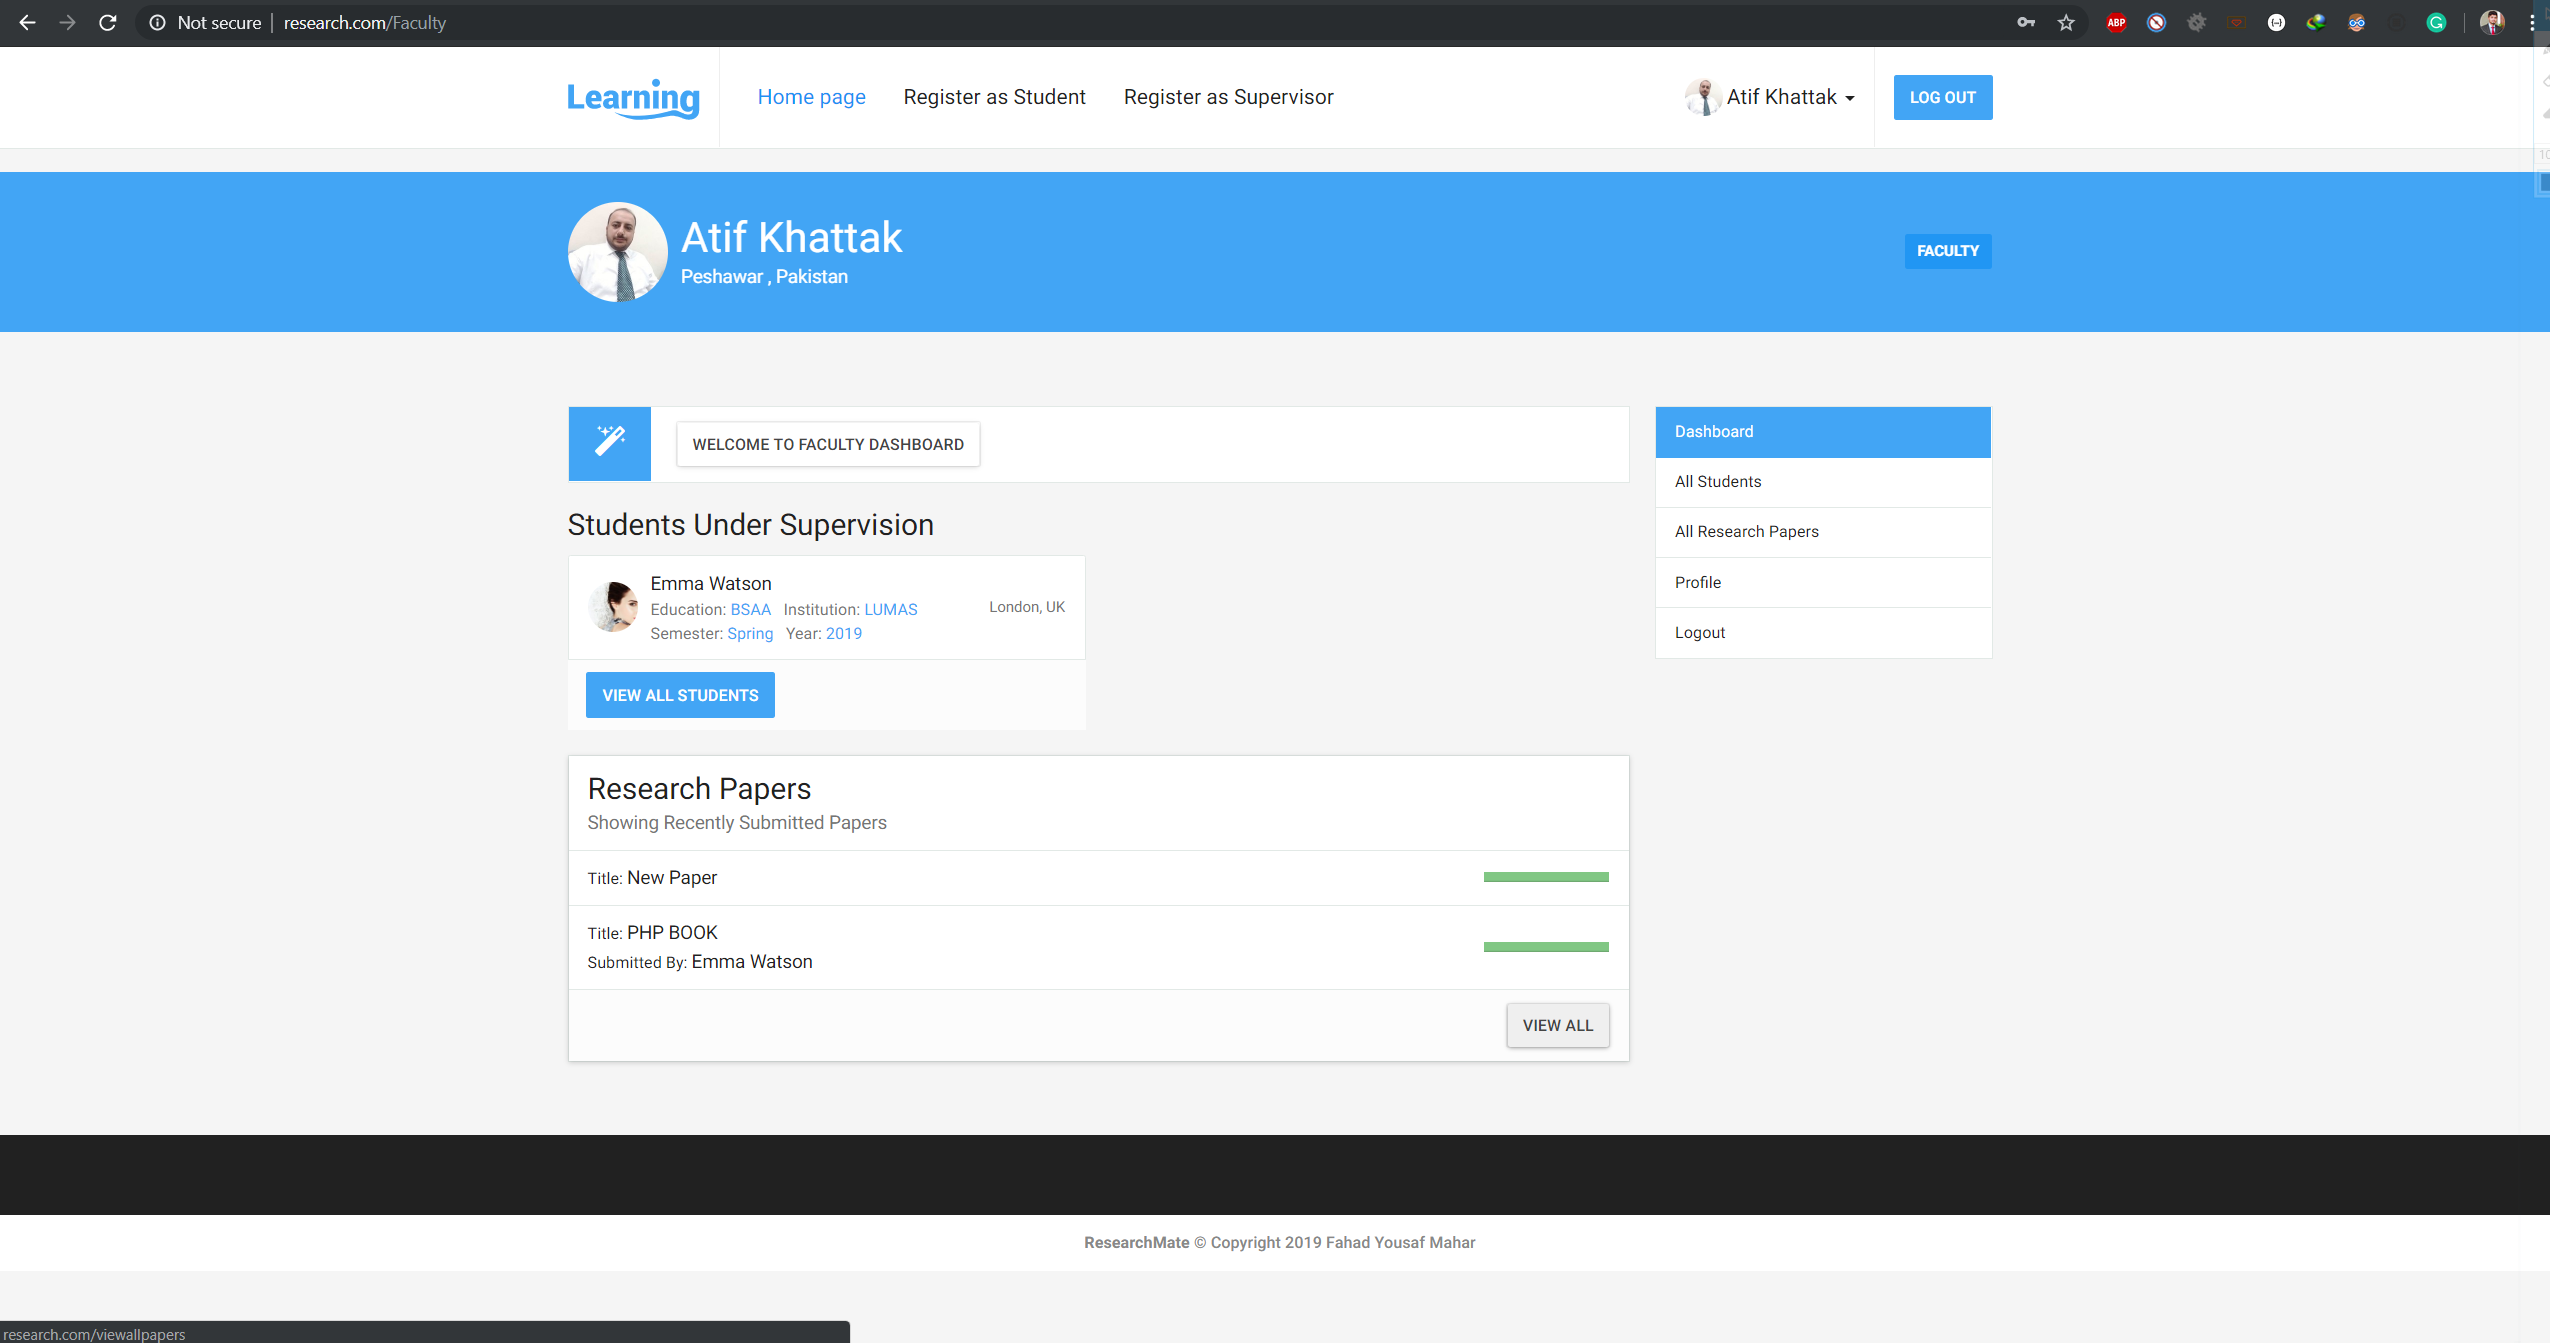 Not secure | research.com/Faculty
ABP
Learning
Home page
Register as Student
Register as Supervisor
Atif Khattak
LOG OUT
Atif Khattak
Peshawar , Pakistan
FACULTY
WELCOME TO FACULTY DASHBOARD
Students Under Supervision
Emma Watson
Education: BSAA Institution: LUMAS
Semester: Spring Year: 2019
London, UK
VIEW ALL STUDENTS
Dashboard
All Students
All Research Papers
Profile
Logout
Research Papers
Showing Recently Submitted Papers
Title: New Paper
Title: PHP BOOK
Submitted By: Emma Watson
VIEW ALL
ResearchMate © Copyright 2019 Fahad Yousaf Mahar
research.com/viewallpapers